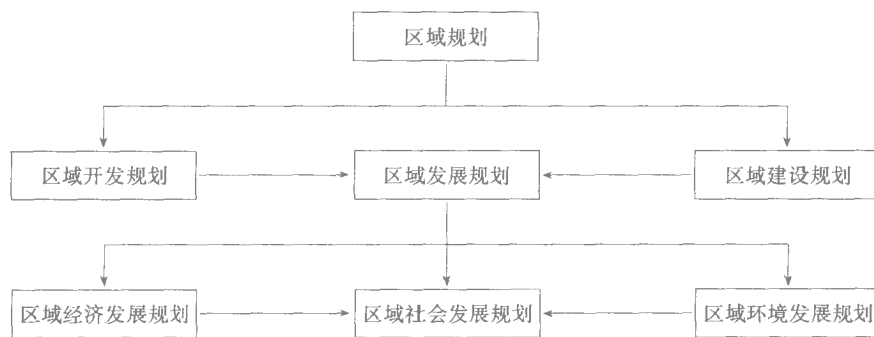 区域规划
区域开发规划
区域发展规划
区域建设规划
区域经济发展规划
区域社会发展规划
区域环境发展规划